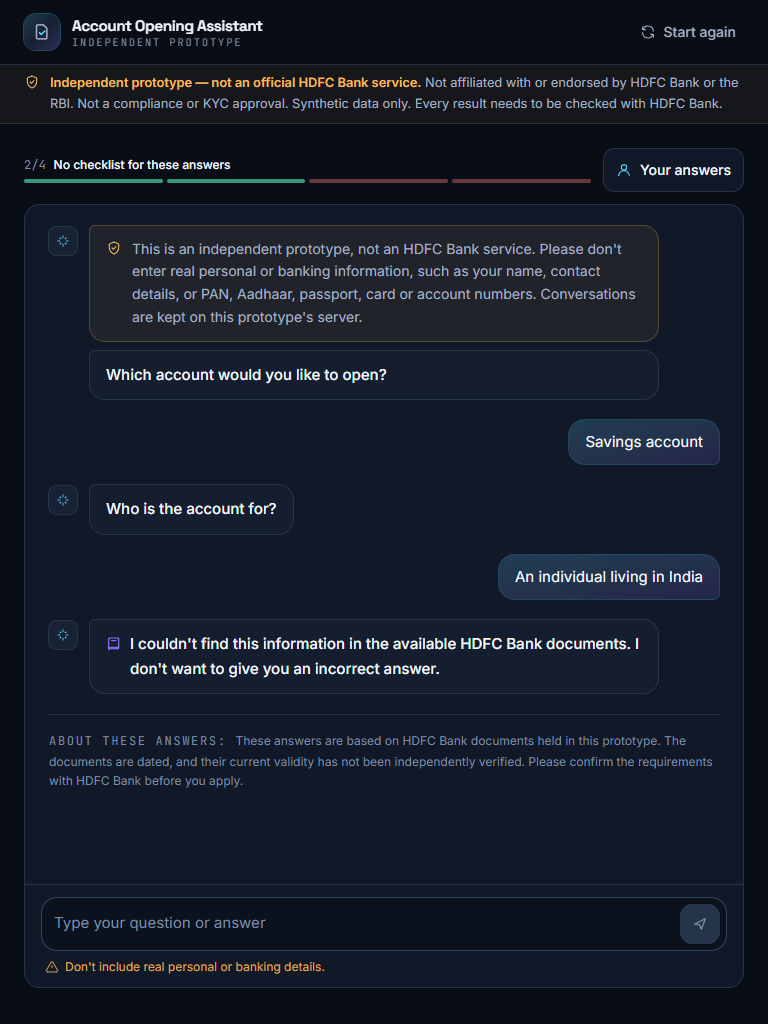 Account Opening Assistant
INDEPENDENT PROTOTYPE
Start again
Independent prototype — not an official HDFC Bank service. Not affiliated with or endorsed by HDFC Bank or the
RBI. Not a compliance or KYC approval. Synthetic data only. Every result needs to be checked with HDFC Bank.
2/4 No checklist for these answers
Your answers
This is an independent prototype, not an HDFC Bank service. Please don't
enter real personal or banking information, such as your name, contact
details, or PAN, Aadhaar, passport, card or account numbers. Conversations
are kept on this prototype's server.
Which account would you like to open?
Savings account
Who is the account for?
An individual living in India
I couldn't find this information in the available HDFC Bank documents. I
don't want to give you an incorrect answer.
ABOUT THESE ANSWERS: These answers are based on HDFC Bank documents held in this prototype. The
documents are dated, and their current validity has not been independently verified. Please confirm the requirements
with HDFC Bank before you apply.
Type your question or answer
Don't include real personal or banking details.